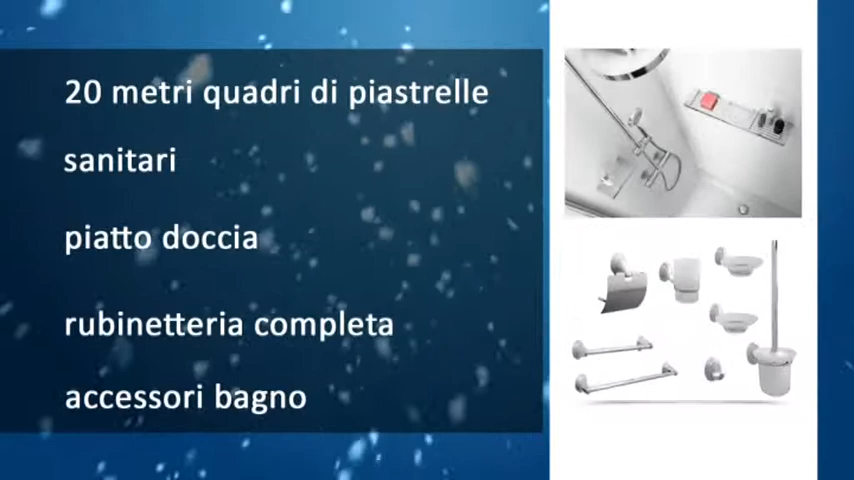 20 metri quadri di piastrelle
sanitari
piatto doccia
rubinetteria completa
accessori bagno